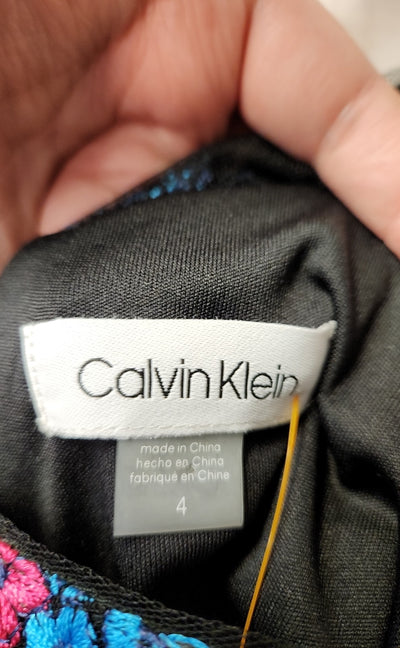 Calvin Klein
made in China
hecho en China
fabriqué en Chine
4